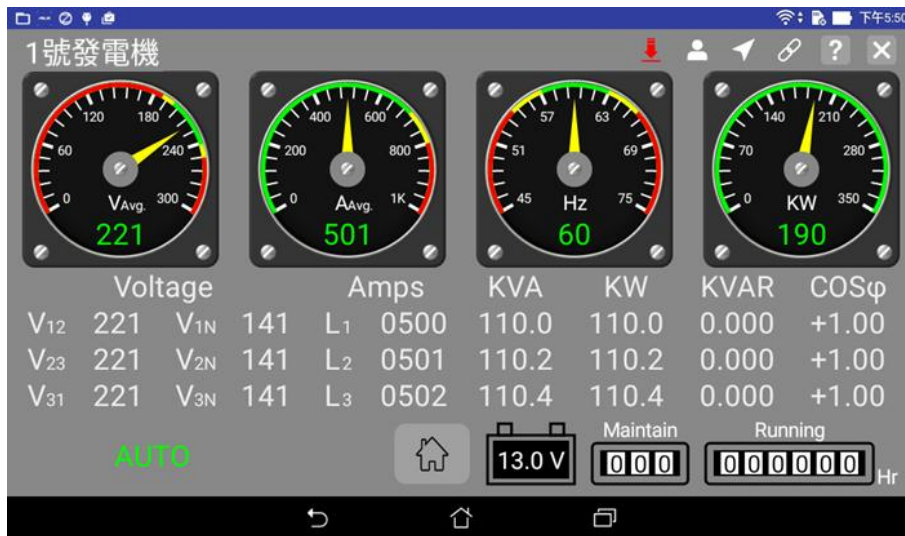 下午5:50
1號發電機 ?
0 60 120 180 240 300
VAvg.
221
0 200 400 600 800 1K
AAvg.
501
45 51 57 63 69 75
Hz
60
0 70 140 210 280 350
KW
190
Voltage Amps KVA KW KVAR COSφ
V12 221 V1N 141 L1 0500 110.0 110.0 0.000 +1.00
V23 221 V2N 141 L2 0501 110.2 110.2 0.000 +1.00
V31 221 V3N 141 L3 0502 110.4 110.4 0.000 +1.00
Maintain Running
AUTO 13.0 V 000 000000 Hr